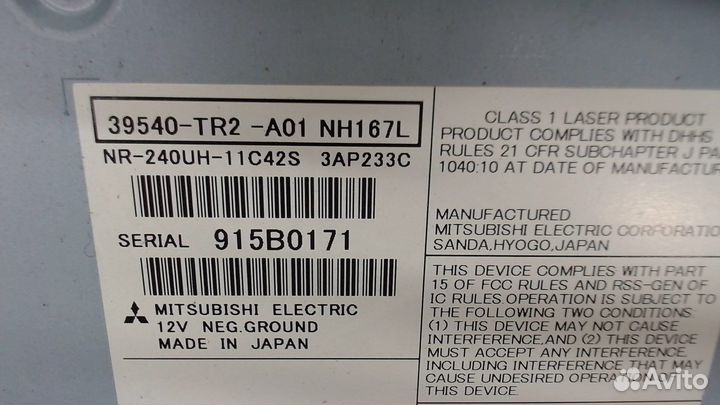 39540-TR2 -A01 NH167L
NR-240UH-11C42S 3AP233C
SERIAL 915B0171
MITSUBISHI ELECTRIC
12V NEG.GROUND
MADE IN JAPAN
CLASS 1 LASER PRODUCT
PRODUCT COMPLIES WITH DHHS
RULES 21 CFR SUBCHAPTER J PA
1040:10 AT DATE OF MANUFACTUR
MANUFACTURED
MITSUBISHI ELECTRIC CORPORATIO
SANDA,HYOGO,JAPAN
THIS DEVICE COMPLIES WITH PART
15 OF FCC RULES AND RSS-GEN OF
IC RULES OPERATION IS SUBJECT TO
THE FOLLOWING TWO CONDITIONS:
(1) THIS DEVICE MAY NOT CAUSE
INTERFERENCE,AND (2) THIS DEVICE
MUST ACCEPT ANY INTERFERENCE
INCLUDING INTERFERENCE THAT MAY
CAUSE UNDESIRED OPERATION OF
THIS DEVICE
Avito